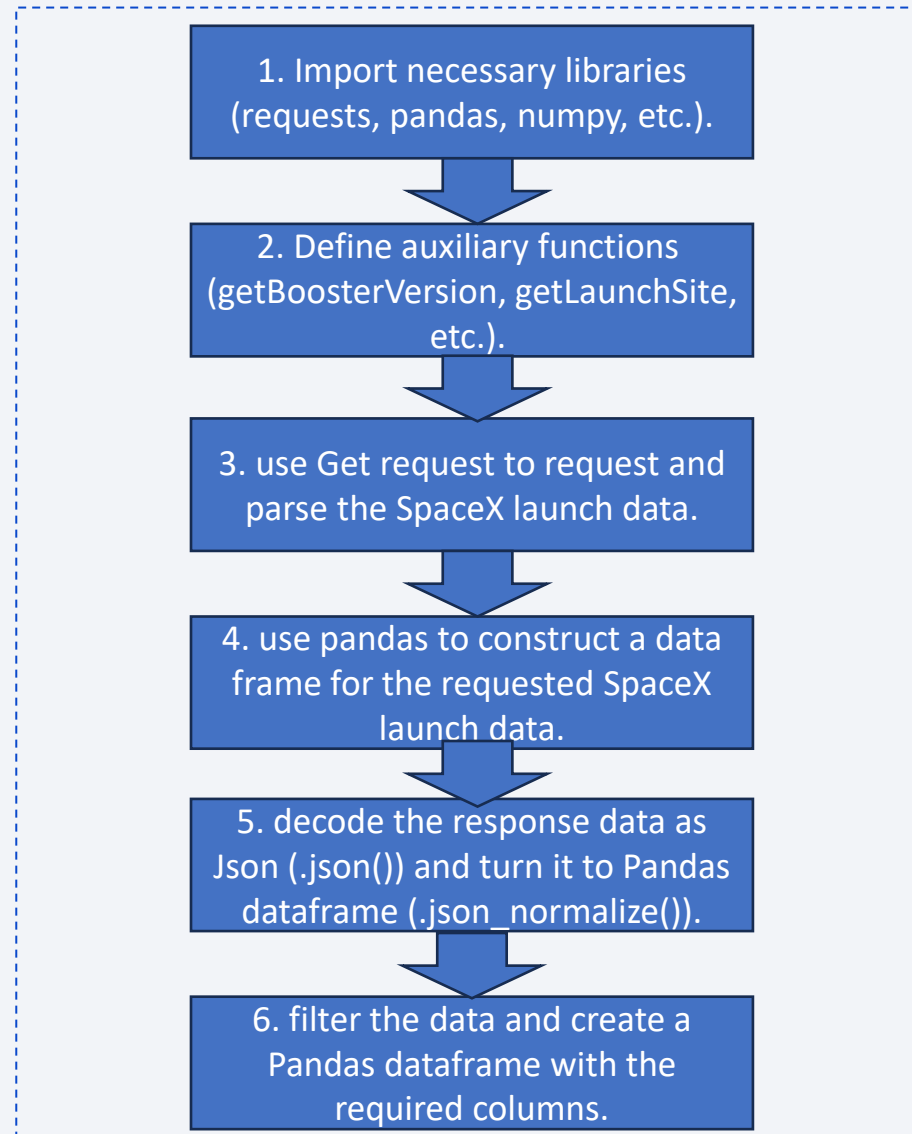 1. Import necessary libraries
(requests, pandas, numpy, etc.).
2. Define auxiliary functions
(getBoosterVersion, getLaunchSite,
etc.).
3. use Get request to request and
parse the SpaceX launch data.
4. use pandas to construct a data
frame for the requested SpaceX
launch data.
5. decode the response data as
Json (.json()) and turn it to Pandas
dataframe (.json_normalize()).
6. filter the data and create a
Pandas dataframe with the
required columns.